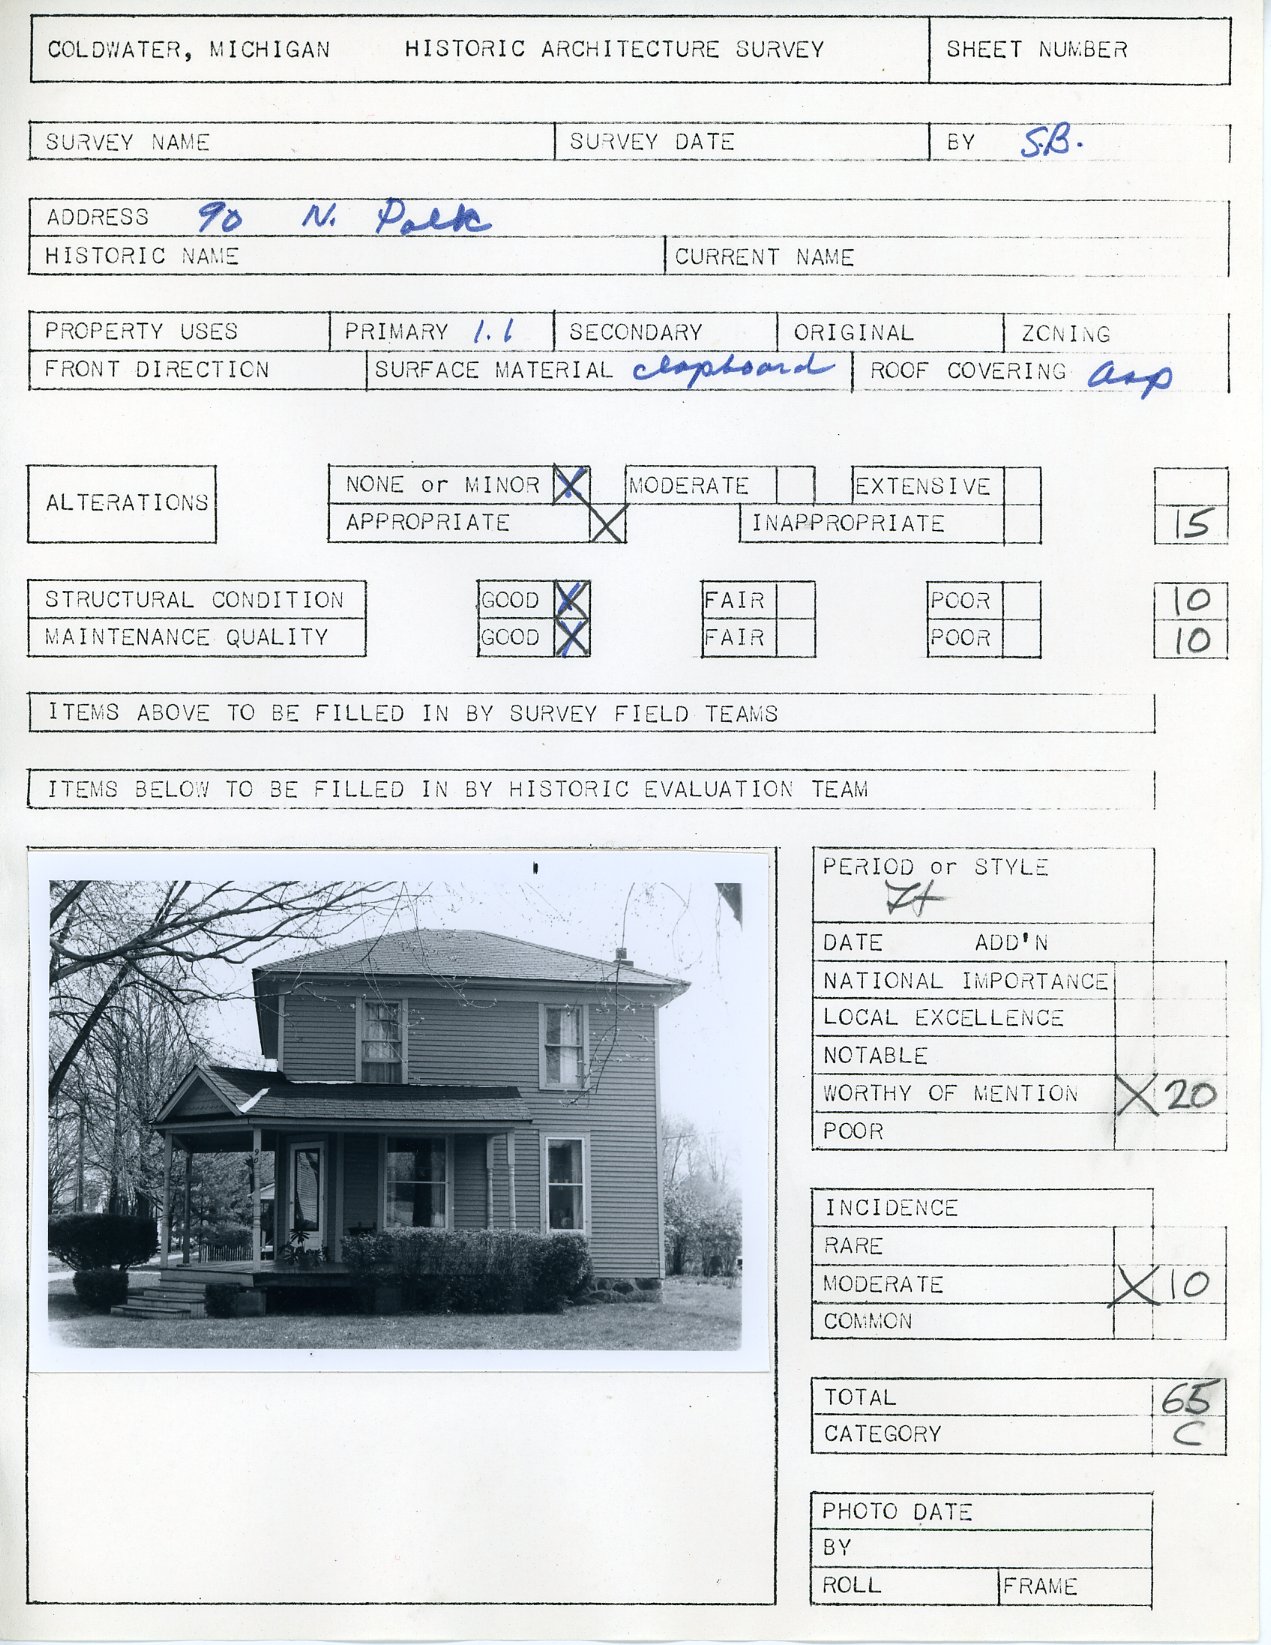 COLDWATER, MICHIGAN HISTORIC ARCHITECTURE SURVEY SHEET NUMBER
SURVEY NAME SURVEY DATE BY S.B.
ADDRESS 90 N. Polk
HISTORIC NAME CURRENT NAME
PROPERTY USES PRIMARY 1.1 SECONDARY ORIGINAL ZONING
FRONT DIRECTION SURFACE MATERIAL clapboard ROOF COVERING asp
ALTERATIONS NONE or MINOR X MODERATE EXTENSIVE
APPROPRIATE X INAPPROPRIATE 15
STRUCTURAL CONDITION GOOD X FAIR POOR 10
MAINTENANCE QUALITY GOOD X FAIR POOR 10
ITEMS ABOVE TO BE FILLED IN BY SURVEY FIELD TEAMS
ITEMS BELOW TO BE FILLED IN BY HISTORIC EVALUATION TEAM
PERIOD or STYLE
It
DATE ADD'N
NATIONAL IMPORTANCE
LOCAL EXCELLENCE
NOTABLE
WORTHY OF MENTION X 20
POOR
INCIDENCE
RARE
MODERATE X 10
COMMON
TOTAL 65
CATEGORY C
PHOTO DATE
BY
ROLL FRAME